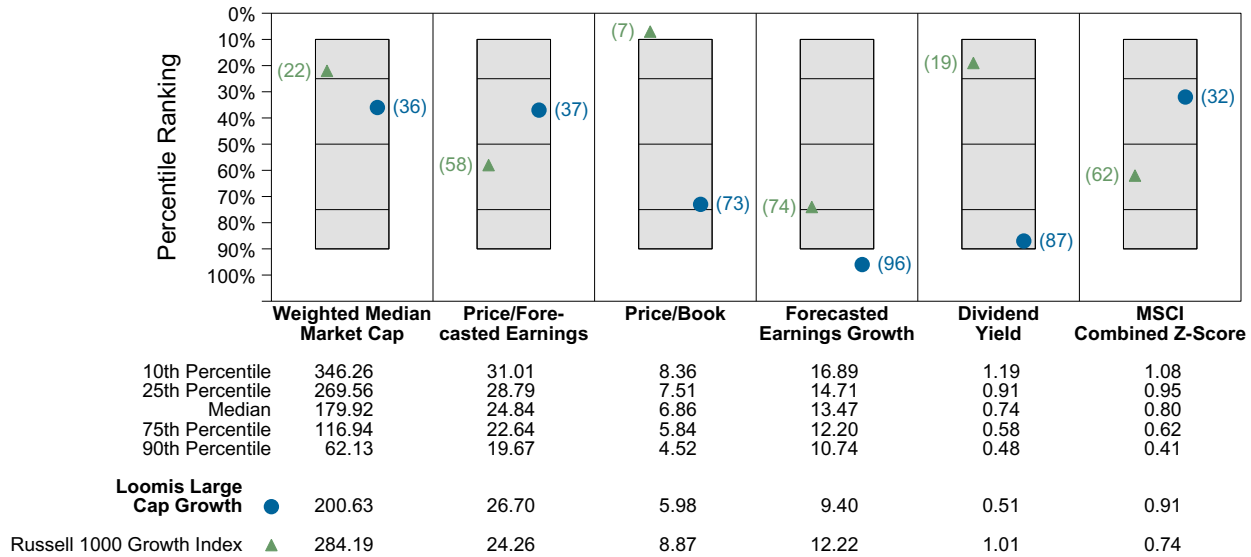 Percentile Ranking
0%
10%
20%
30%
40%
50%
60%
70%
80%
90%
100%
(22)
(36)
(58)
(37)
(7)
(73)
(74)
(96)
(19)
(87)
(62)
(32)
Weighted Median Market Cap
Price/Fore-casted Earnings
Price/Book
Forecasted Earnings Growth
Dividend Yield
MSCI Combined Z-Score
10th Percentile 346.26 31.01 8.36 16.89 1.19 1.08
25th Percentile 269.56 28.79 7.51 14.71 0.91 0.95
Median 179.92 24.84 6.86 13.47 0.74 0.80
75th Percentile 116.94 22.64 5.84 12.20 0.58 0.62
90th Percentile 62.13 19.67 4.52 10.74 0.48 0.41
Loomis Large
Cap Growth 200.63 26.70 5.98 9.40 0.51 0.91
Russell 1000 Growth Index 284.19 24.26 8.87 12.22 1.01 0.74